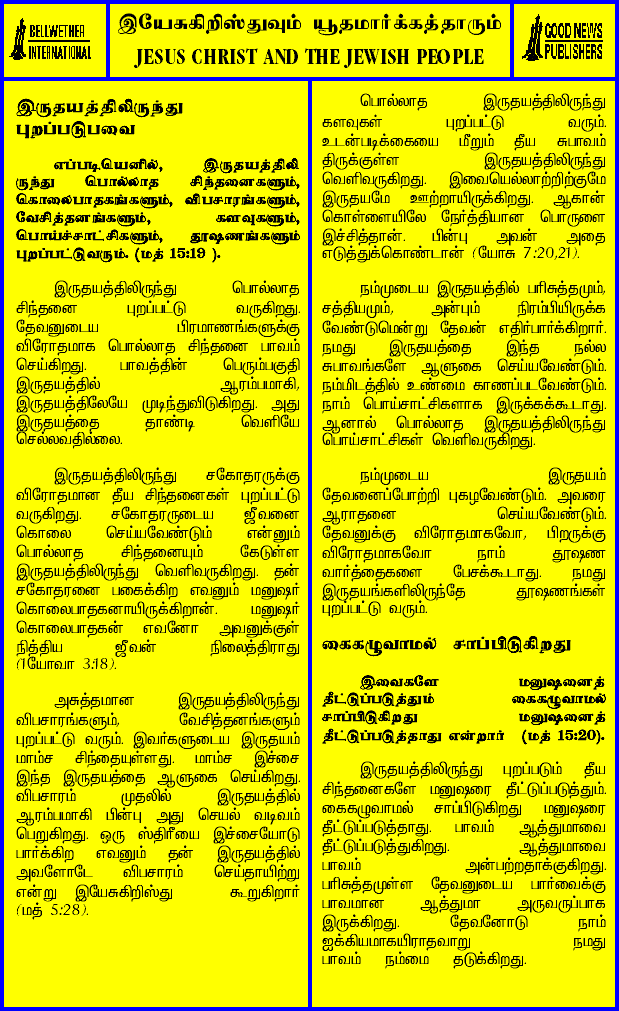 BELLWETHER
INTERNATIONAL
இயேசுகிறிஸ்துவும் யூதமார்க்கத்தாரும்
JESUS CHRIST AND THE JEWISH PEOPLE
GOOD NEWS
PUBLISHERS
இருதயத்திலிருந்து
புறப்படுபவை
எப்படியெனில், இருதயத்திலி
ருந்து பொல்லாத சிந்தனைகளும்,
கொலைபாதகங்களும், விபசாரங்களும்,
வேசித்தனங்களும், களவுகளும்,
பொய்ச்சாட்சிகளும், தூஷணங்களும்
புறப்பட்டுவரும். (மத் 15:19 ).
இருதயத்திலிருந்து பொல்லாத
சிந்தனை புறப்பட்டு வருகிறது.
தேவனுடைய பிரமாணங்களுக்கு
விரோதமாக பொல்லாத சிந்தனை பாவம்
செய்கிறது. பாவத்தின் பெரும்பகுதி
இருதயத்தில் ஆரம்பமாகி,
இருதயத்திலேயே முடிந்துவிடுகிறது. அது
இருதயத்தை தாண்டி வெளியே
செல்லவதில்லை.
இருதயத்திலிருந்து சகோதரருக்கு
விரோதமான தீய சிந்தனைகள் புறப்பட்டு
வருகிறது. சகோதரருடைய ஜீவனை
கொலை செய்யவேண்டும் என்னும்
பொல்லாத சிந்தனையும் கேடுள்ள
இருதயத்திலிருந்து வெளிவருகிறது. தன்
சகோதரனை பகைக்கிற எவனும் மனுஷர்
கொலைபாதகனாயிருக்கிறான். மனுஷர்
கொலைபாதகன் எவனோ அவனுக்குள்
நித்திய ஜீவன் நிலைத்திராது
(1யோவா 3:18).
அசுத்தமான இருதயத்திலிருந்து
விபசாரங்களும், வேசித்தனங்களும்
புறப்பட்டு வரும். இவர்களுடைய இருதயம்
மாம்ச சிந்தையுள்ளது. மாம்ச இச்சை
இந்த இருதயத்தை ஆளுகை செய்கிறது.
விபசாரம் முதலில் இருதயத்தில்
ஆரம்பமாகி பின்பு அது செயல் வடிவம்
பெறுகிறது. ஒரு ஸ்திரீயை இச்சையோடு
பார்க்கிற எவனும் தன் இருதயத்தில்
அவளோடே விபசாரம் செய்தாயிற்று
என்று இயேசுகிறிஸ்து கூறுகிறார்
(மத் 5:28).
பொல்லாத இருதயத்திலிருந்து
களவுகள் புறப்பட்டு வரும்.
உடன்படிக்கையை மீறும் தீய சுபாவம்
திருக்குள்ள இருதயத்திலிருந்து
வெளிவருகிறது. இவையெல்லாற்றிற்குமே
இருதயமே ஊற்றாயிருக்கிறது. ஆகான்
கொள்ளையிலே நேர்த்தியான பொருளை
இச்சித்தான். பின்பு அவன் அதை
எடுத்துக்கொண்டான் (யோசு 7:20,21).
நம்முடைய இருதயத்தில் பரிசுத்தமும்,
சத்தியமும், அன்பும் நிரம்பியிருக்க
வேண்டுமென்று தேவன் எதிர்பார்க்கிறார்.
நமது இருதயத்தை இந்த நல்ல
சுபாவங்களே ஆளுகை செய்யவேண்டும்.
நம்மிடத்தில் உண்மை காணப்படவேண்டும்.
நாம் பொய்சாட்சிகளாக இருக்கக்கூடாது.
ஆனால் பொல்லாத இருதயத்திலிருந்து
பொய்சாட்சிகள் வெளிவருகிறது.
நம்முடைய இருதயம்
தேவனைப்போற்றி புகழவேண்டும். அவரை
ஆராதனை செய்யவேண்டும்.
தேவனுக்கு விரோதமாகவோ, பிறருக்கு
விரோதமாகவோ நாம் தூஷண
வார்த்தைகளை பேசக்கூடாது. நமது
இருதயங்களிலிருந்தே தூஷணங்கள்
புறப்பட்டு வரும்.
கைகழுவாமல் சாப்பிடுகிறது
இவைகளே மனுஷனைத்
தீட்டுப்படுத்தும் கைகழுவாமல்
சாப்பிடுகிறது மனுஷனைத்
தீட்டுப்படுத்தாது என்றார் (மத் 15:20).
இருதயத்திலிருந்து புறப்படும் தீய
சிந்தனைகளே மனுஷரை தீட்டுப்படுத்தும்.
கைகழுவாமல் சாப்பிடுகிறது மனுஷரை
தீட்டுப்படுத்தாது. பாவம் ஆத்துமாவை
தீட்டுப்படுத்துகிறது. ஆத்துமாவை
பாவம் அன்பற்றதாக்குகிறது.
பரிசுத்தமுள்ள தேவனுடைய பார்வைக்கு
பாவமான ஆத்துமா அருவருப்பாக
இருக்கிறது. தேவனோடு நாம்
ஐக்கியமாகயிராதவாறு நமது
பாவம் நம்மை தடுக்கிறது.